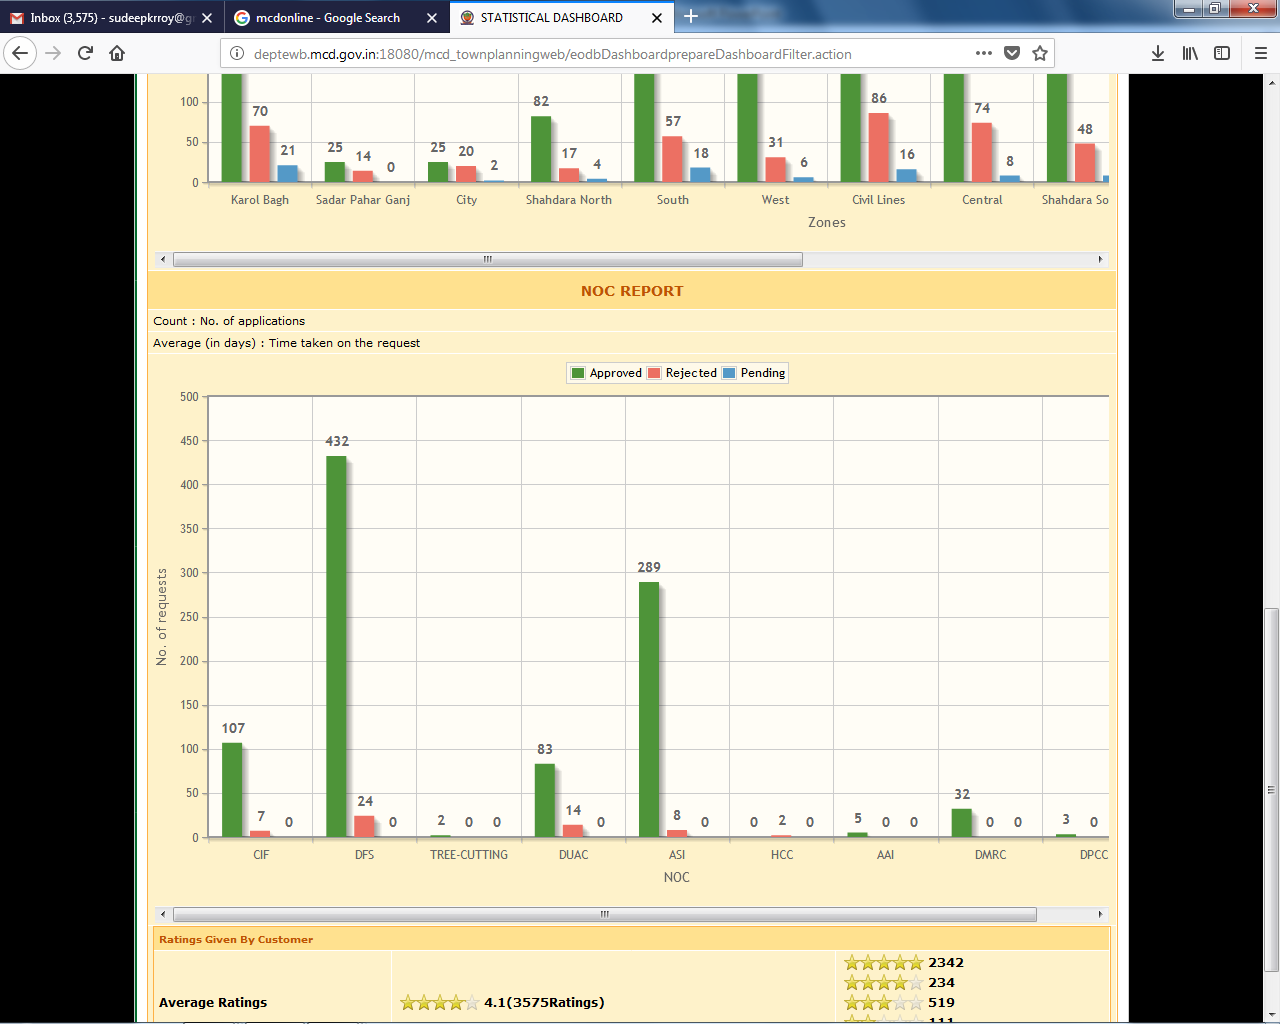 Inbox (3,575) - sudeepkrroy@g
mcdonline - Google Search
STATISTICAL DASHBOARD
deptewb.mcd.gov.in:18080/mcd_townplanningweb/eodbDashboardprepareDashboardFilter.action
100
50
0
70 21
25 14 0
25 20 2
82 17 4
57 18
31 6
86 16
74 8
48
Karol Bagh Sadar Pahar Ganj City Shahdara North South West Civil Lines Central Shahdara So
Zones
NOC REPORT
Count : No. of applications
Average (in days) : Time taken on the request
Approved Rejected Pending
No. of requests
500
450
400
350
300
250
200
150
100
50
0
107 7 0
432 24 0
2 0 0
83 14 0
289 8 0
0 2 0
5 0 0
32 0 0
3 0
CIF DFS TREE-CUTTING DUAC ASI HCC AAI DMRC DPCC
NOC
Ratings Given By Customer
Average Ratings
4.1(3575Ratings)
2342
234
519
111